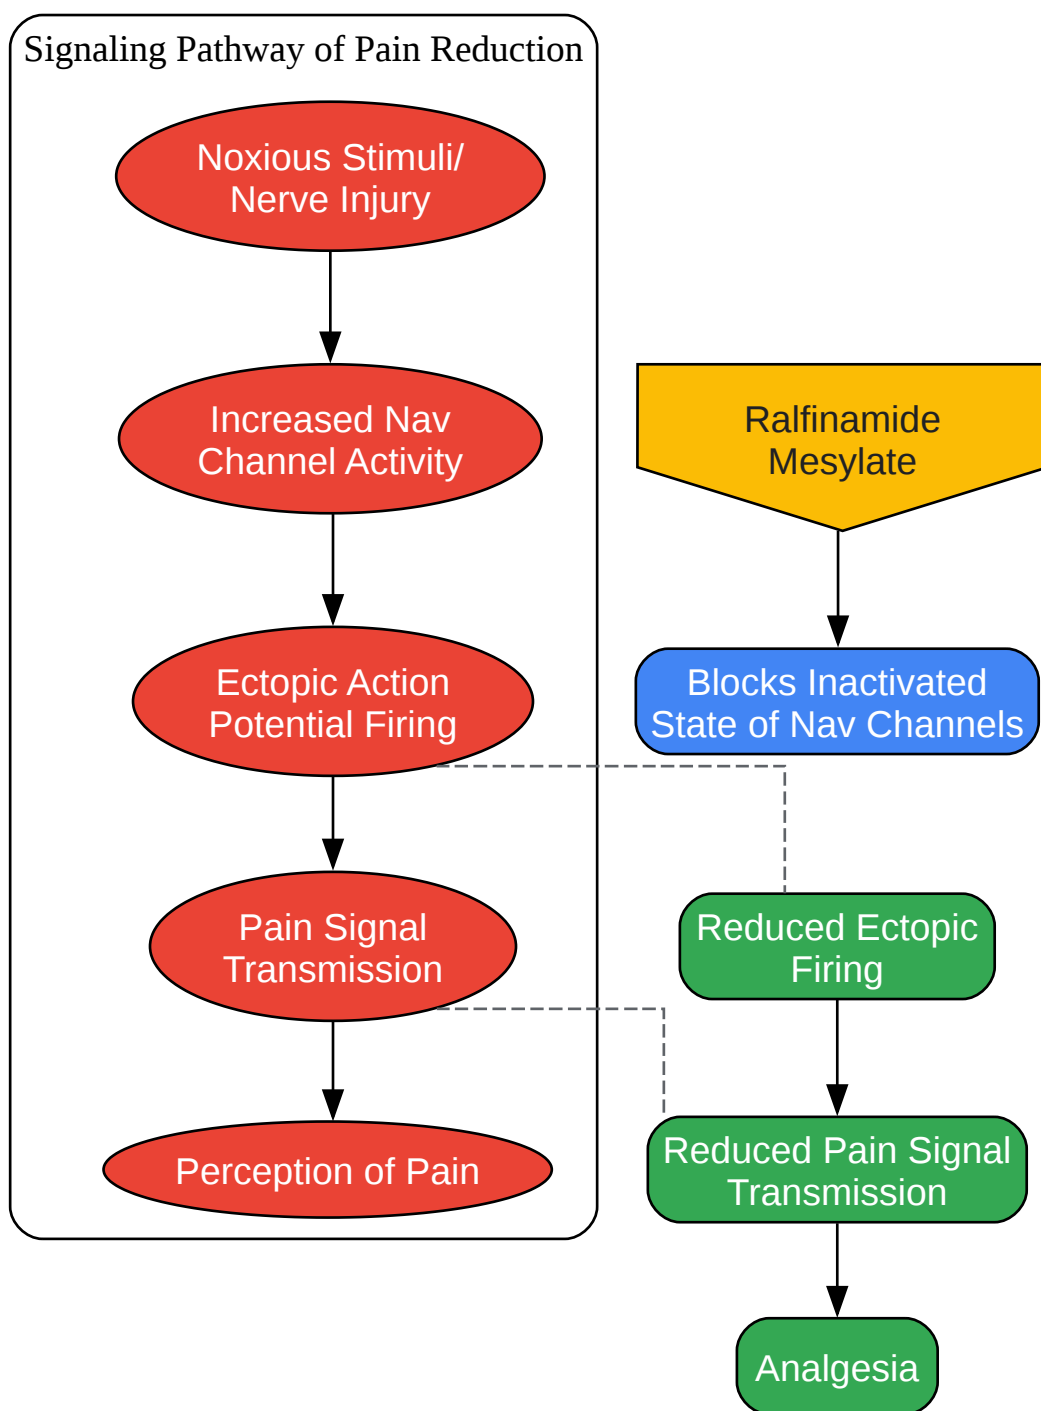 Signaling Pathway of Pain Reduction
Noxious Stimuli/
Nerve Injury
Increased Nav
Channel Activity
Ectopic Action
Potential Firing
Pain Signal
Transmission
Perception of Pain
Ralfinamide
Mesylate
Blocks Inactivated
State of Nav Channels
Reduced Ectopic
Firing
Reduced Pain Signal
Transmission
Analgesia